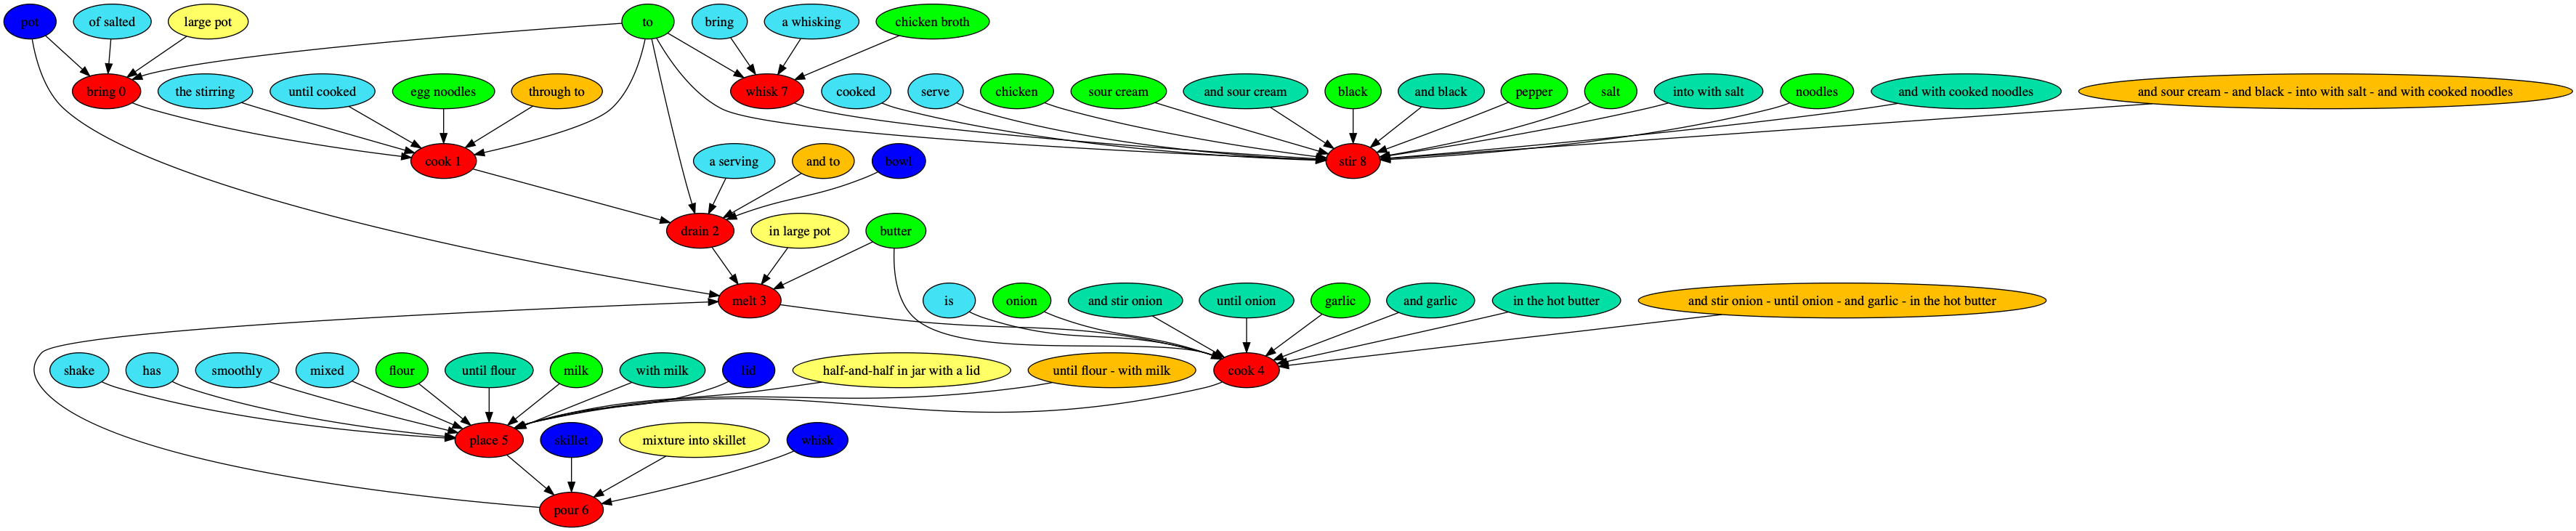 pot
of salted
large pot
to
bring
a whisking
chicken broth
bring 0
the stirring
until cooked
egg noodles
through to
whisk 7
cooked
serve
chicken
sour cream
and sour cream
black
and black
pepper
salt
into with salt
noodles
and with cooked noodles
and sour cream - and black - into with salt - and with cooked noodles
cook 1
a serving
and to
bowl
stir 8
drain 2
in large pot
butter
melt 3
is
onion
and stir onion
until onion
garlic
and garlic
in the hot butter
and stir onion - until onion - and garlic - in the hot butter
shake
has
smoothly
mixed
flour
until flour
milk
with milk
lid
half-and-half in jar with a lid
until flour - with milk
cook 4
place 5
skillet
mixture into skillet
whisk
pour 6